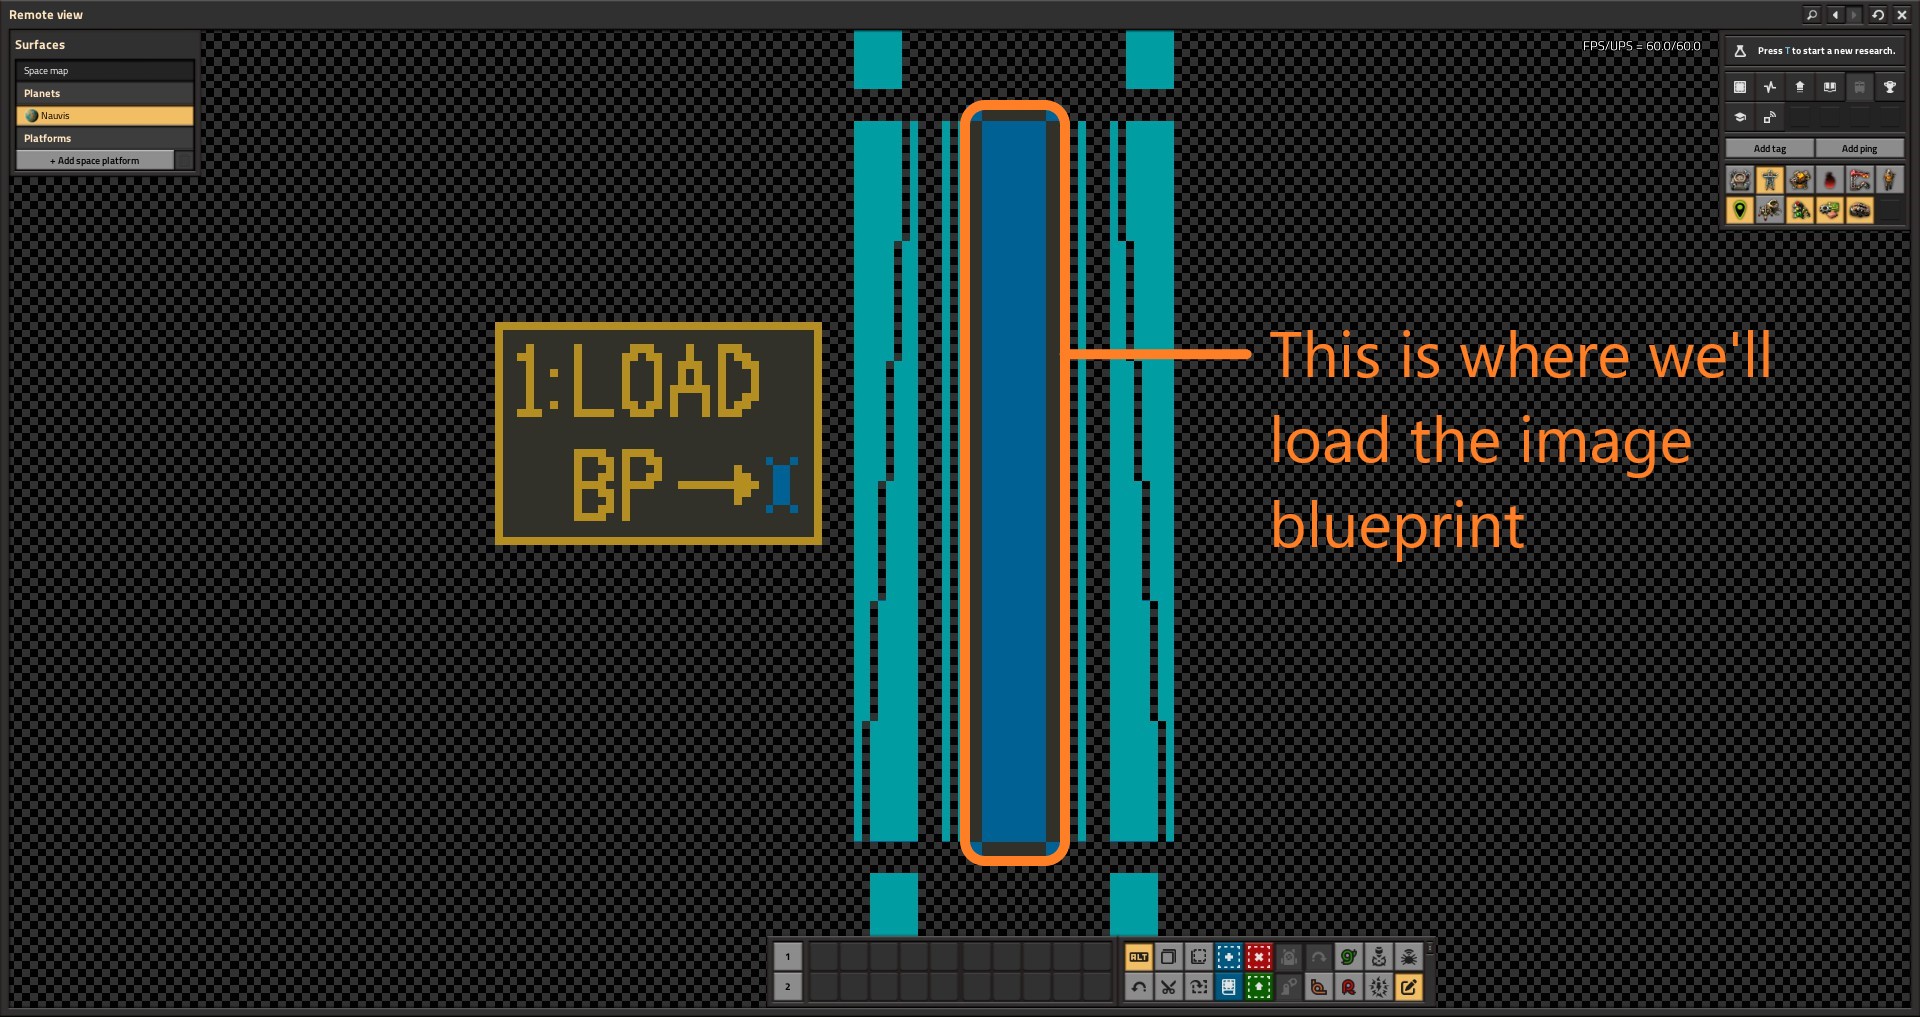 Remote view
Surfaces
Space map
Planets
Nauvis
Platforms
+ Add space platform
FPS/UPS = 60.0/60.0
Press T to start a new research.
Add tag
Add ping
1:LOAD
BP
This is where we'll
load the image
blueprint
1
ALT
2